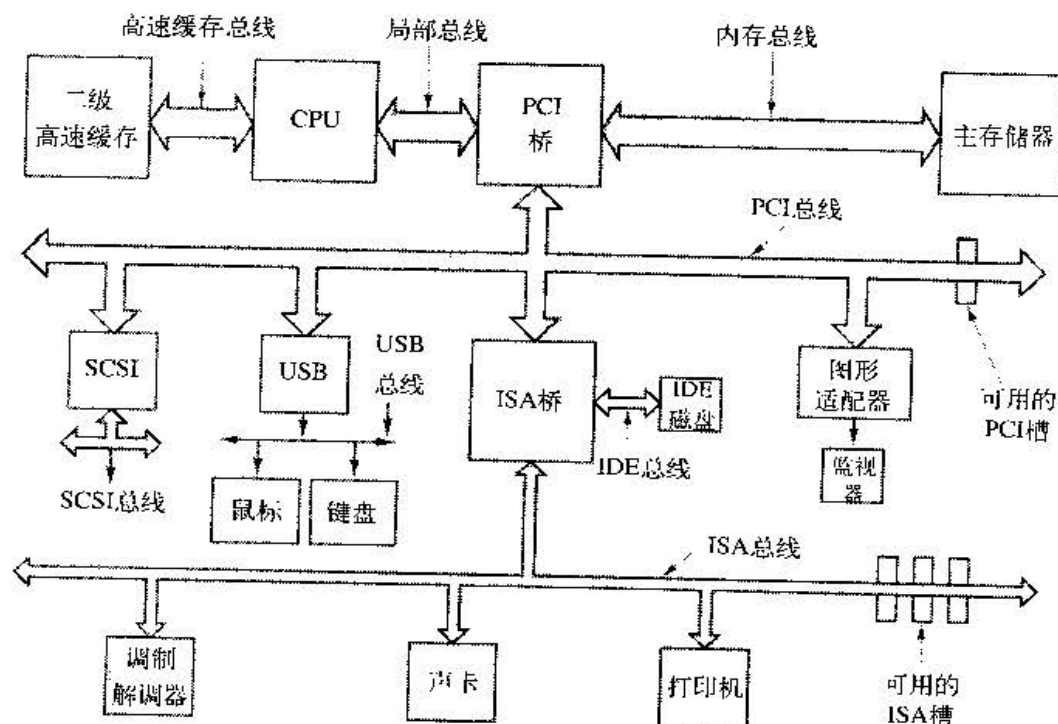 高速缓存总线
局部总线
内存总线
二级
高速缓存
CPU
PCI
桥
主存储器
PCI总线
SCSI
USB
USB
总线
ISA桥
IDE
磁盘
图形
适配器
可用的
PCI槽
IDE总线
监视
器
SCSI总线
鼠标
键盘
ISA总线
调制
解调器
声卡
打印机
可用的
ISA槽